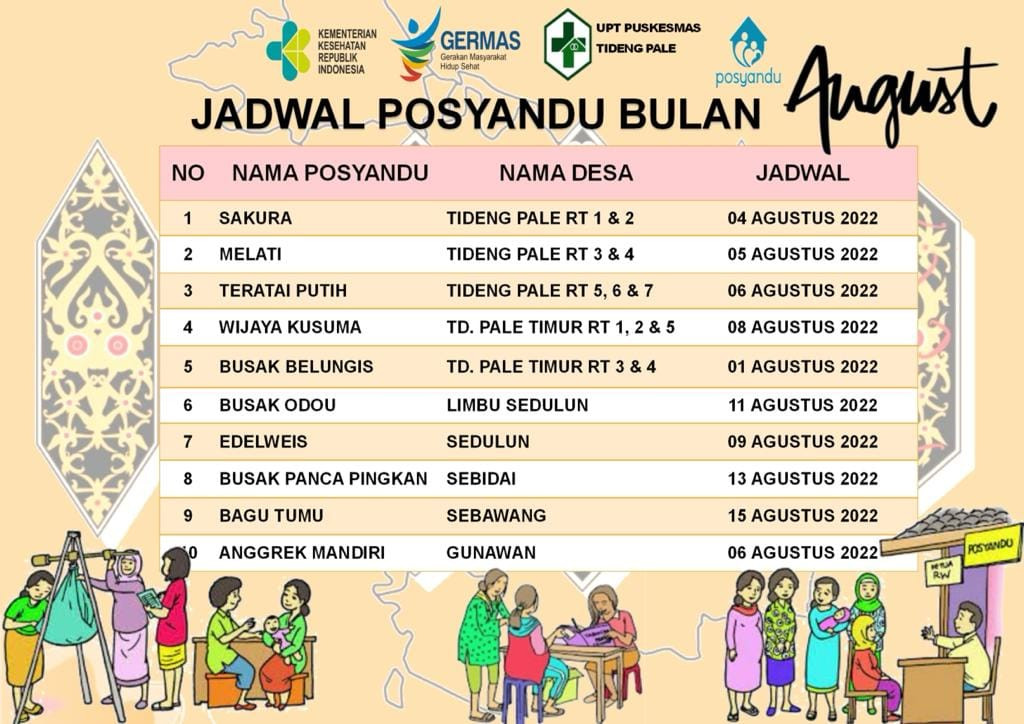 KEMENTERIAN
KESEHATAN
REPUBLIK
INDONESIA
GERMAS
Gerakan Masyarakat
Hidup Sehat
UPT PUSKESMAS
TIDENG PALE
posyandu
JADWAL POSYANDU BULAN August
NO NAMA POSYANDU NAMA DESA JADWAL
1 SAKURA TIDENG PALE RT 1 & 2 04 AGUSTUS 2022
2 MELATI TIDENG PALE RT 3 & 4 05 AGUSTUS 2022
3 TERATAI PUTIH TIDENG PALE RT 5, 6 & 7 06 AGUSTUS 2022
4 WIJAYA KUSUMA TD. PALE TIMUR RT 1, 2 & 5 08 AGUSTUS 2022
5 BUSAK BELUNGIS TD. PALE TIMUR RT 3 & 4 01 AGUSTUS 2022
6 BUSAK ODOU LIMBU SEDULUN 11 AGUSTUS 2022
7 EDELWEIS SEDULUN 09 AGUSTUS 2022
8 BUSAK PANCA PINGKAN SEBIDAI 13 AGUSTUS 2022
9 BAGU TUMU SEBAWANG 15 AGUSTUS 2022
10 ANGGREK MANDIRI GUNAWAN 06 AGUSTUS 2022
POSYANDU
KETUA
RW